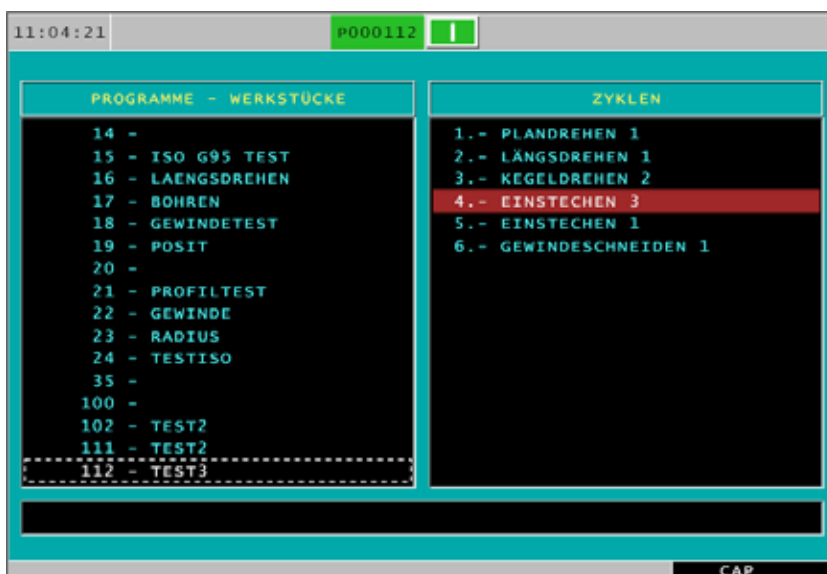 11:04:21
P000112
PROGRAMME - WERKSTÜCKE
14 -
15 - ISO G95 TEST
16 - LAENGSDREHEN
17 - BOHREN
18 - GEWINDETEST
19 - POSIT
20 -
21 - PROFILTEST
22 - GEWINDE
23 - RADIUS
24 - TESTISO
35 -
100 -
102 - TEST2
111 - TEST2
112 - TEST3
ZYKLEN
1.- PLANDREHEN 1
2.- LÄNGSDREHEN 1
3.- KEGELDREHEN 2
4.- EINSTECHEN 3
5.- EINSTECHEN 1
6.- GEWINDESCHNEIDEN 1
CAP